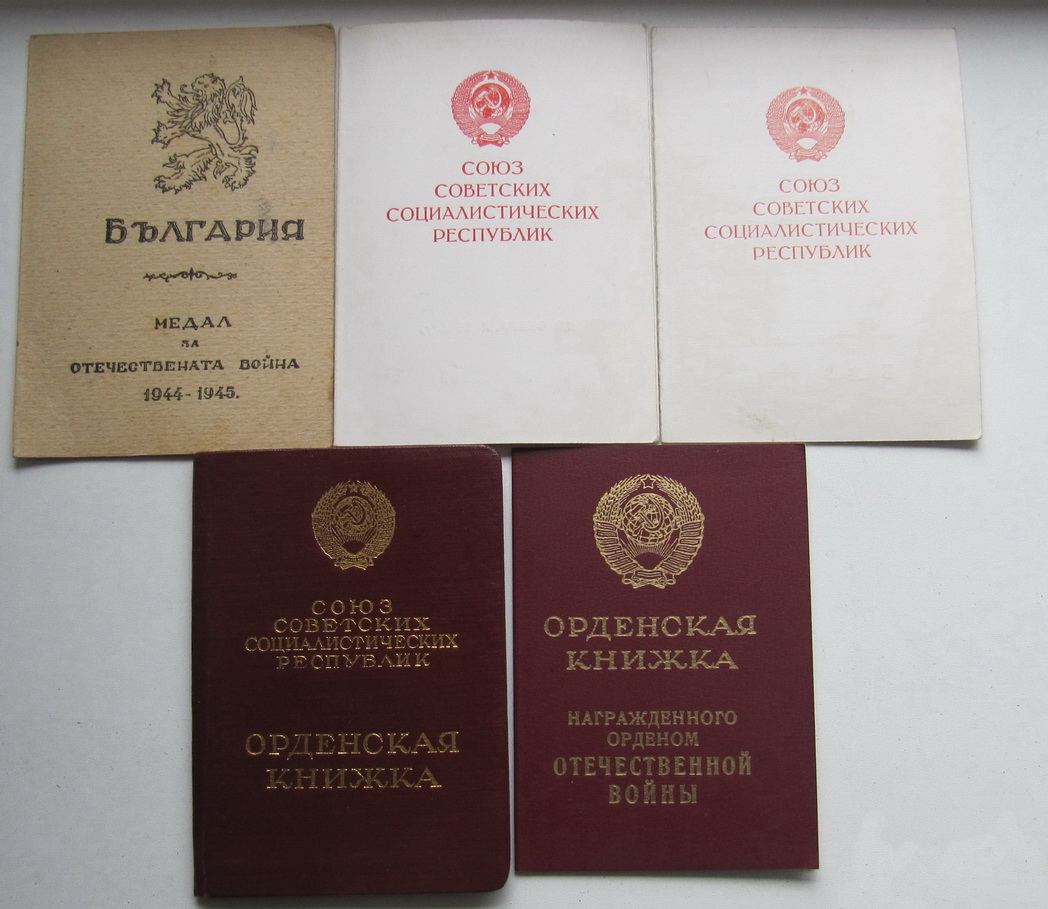 БЪЛГАРИЯ
МЕДАЛ
ЗА
ОТЕЧЕСТВЕНАТА ВОЙНА
1944-1945.
СОЮЗ
СОВЕТСКИХ
СОЦИАЛИСТИЧЕСКИХ
РЕСПУБЛИК
СОЮЗ
СОВЕТСКИХ
СОЦИАЛИСТИЧЕСКИХ
РЕСПУБЛИК
СОЮЗ
СОВЕТСКИХ
СОЦИАЛИСТИЧЕСКИХ
РЕСПУБЛИК
ОРДЕНСКАЯ
КНИЖКА
ОРДЕНСКАЯ
КНИЖКА
НАГРАЖДЕННОГО
ОРДЕНОМ
ОТЕЧЕСТВЕННОЙ
ВОЙНЫ